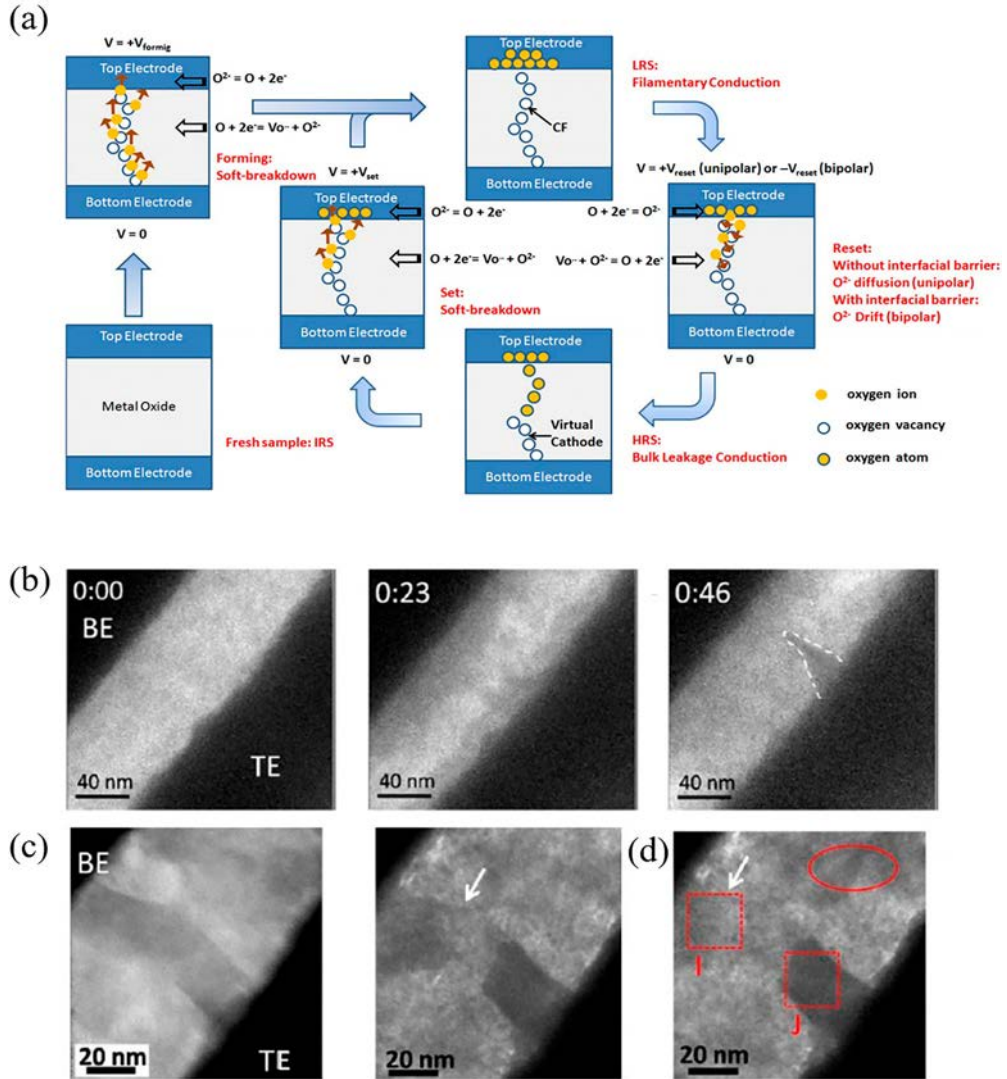 (a)
V = +Vformig
Top Electrode
O²⁻ = O + 2e⁻
O + 2e⁻= Vo·· + O²⁻
Forming:
Soft-breakdown
Bottom Electrode
V = 0
Top Electrode
Metal Oxide
Bottom Electrode
Fresh sample: IRS
V = +Vset
Top Electrode
O²⁻ = O + 2e⁻
O + 2e⁻= Vo·· + O²⁻
Set:
Soft-breakdown
Bottom Electrode
V = 0
Top Electrode
CF
Bottom Electrode
LRS:
Filamentary Conduction
V = +Vreset (unipolar) or –Vreset (bipolar)
Top Electrode
O + 2e⁻= O²⁻
Vo·· + O²⁻= O + 2e⁻
Bottom Electrode
V = 0
Reset:
Without interfacial barrier:
O²⁻ diffusion (unipolar)
With interfacial barrier:
O²⁻ Drift (bipolar)
Top Electrode
Virtual
Cathode
Bottom Electrode
HRS:
Bulk Leakage Conduction
oxygen ion
oxygen vacancy
oxygen atom
(b)
0:00
BE
TE
40 nm
0:23
40 nm
0:46
40 nm
(c)
BE
TE
20 nm
20 nm
(d)
I
J
20 nm